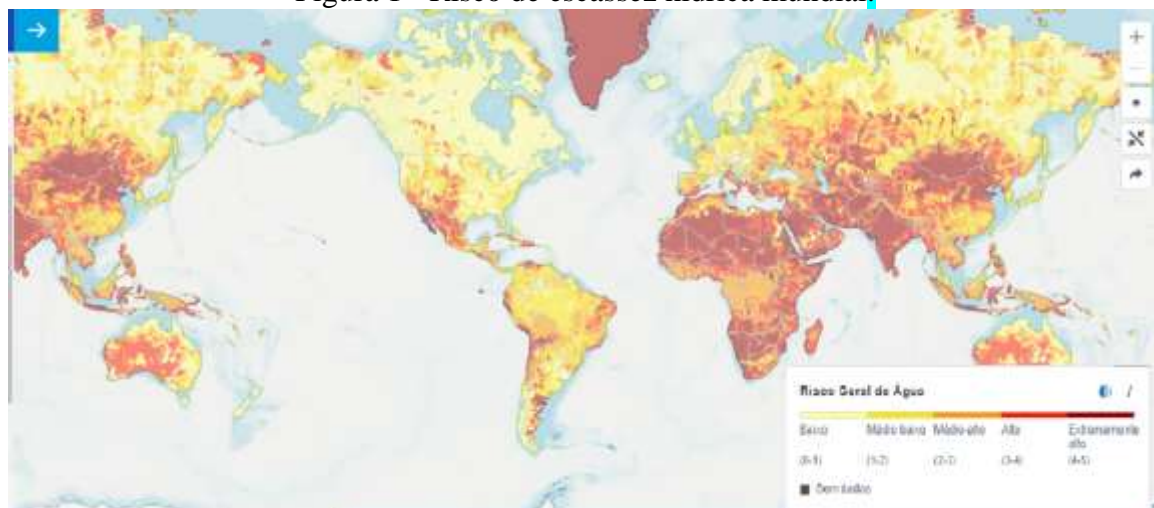 Figura 1 - Risco de escassez hídrica mundial.
Risos Geral de Água
Baixo Médio baixo Médio-alto Alto Extremamente alto
(0-1) (1-2) (2-3) (3-4) (4-5)
Sem dados